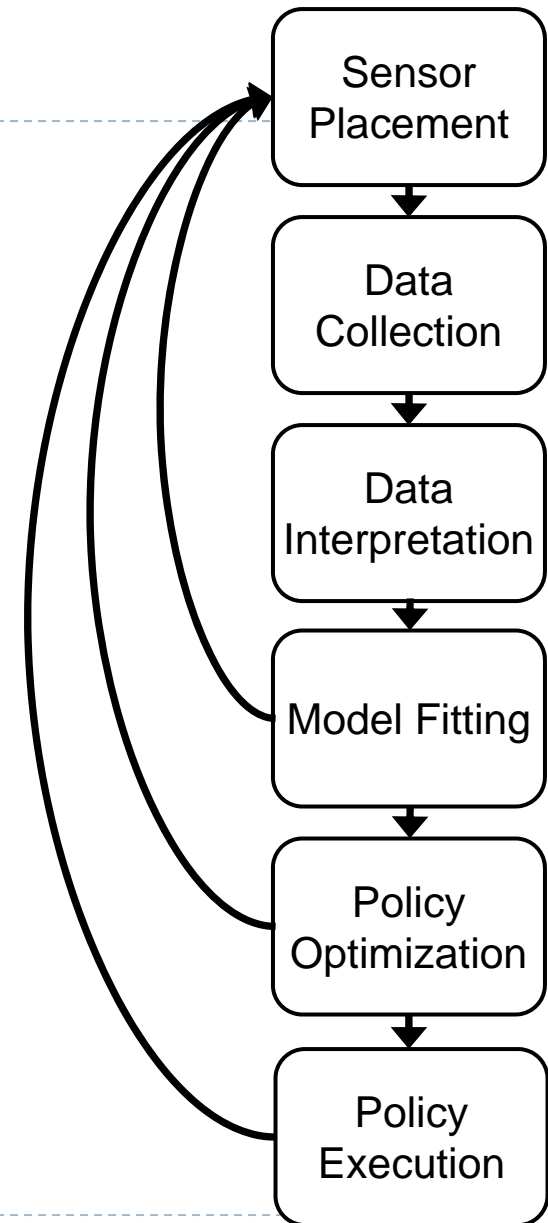 Sensor
Placement
Data
Collection
Data
Interpretation
Model Fitting
Policy
Optimization
Policy
Execution